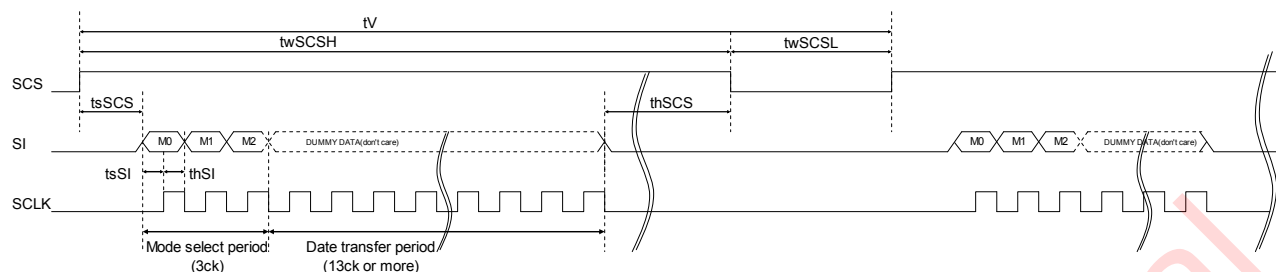 tV
twSCSH
twSCSL
SCS
tsSCS
thSCS
SI
M0
M1
M2
DUMMY DATA(don't care)
M0
M1
M2
DUMMY DATA(don't care)
tsSI
thSI
SCLK
Mode select period
(3ck)
Date transfer period
(13ck or more)